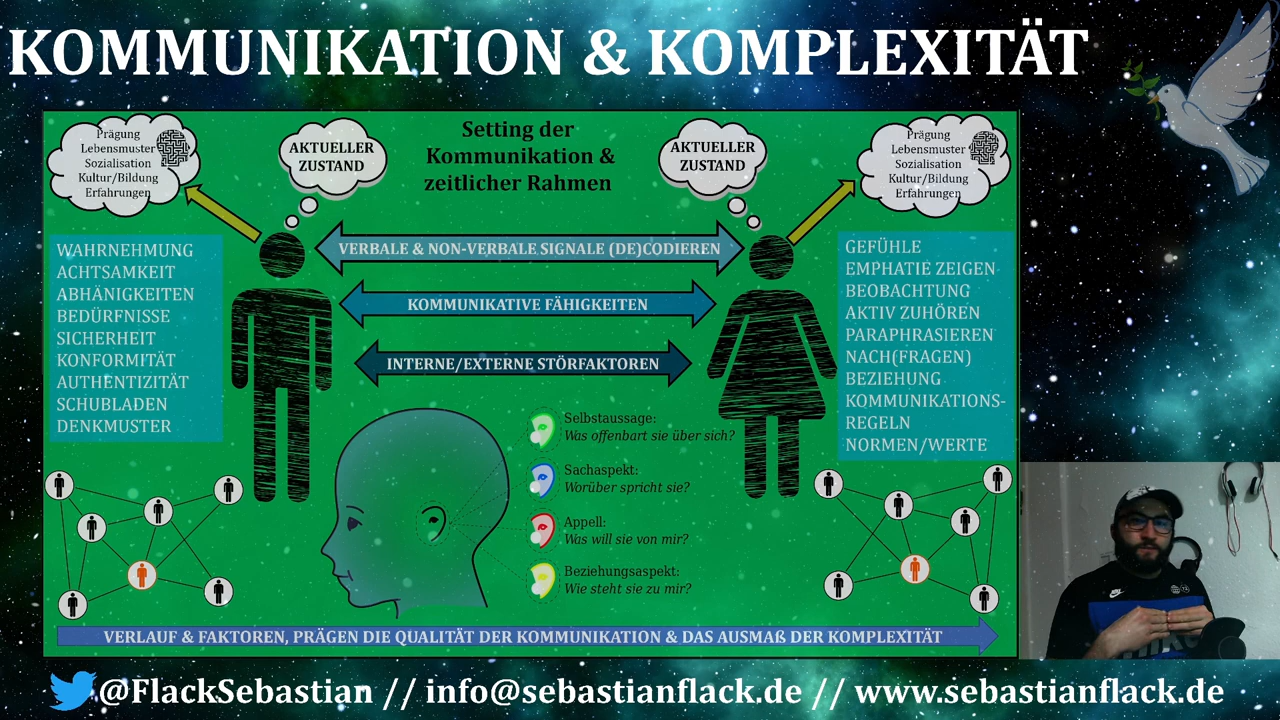 KOMMUNIKATION & KOMPLEXITÄT
Prägung
Lebensmuster
Sozialisation
Kultur/Bildung
Erfahrungen
AKTUELLER
ZUSTAND
Setting der
Kommunikation &
zeitlicher Rahmen
AKTUELLER
ZUSTAND
Prägung
Lebensmuster
Sozialisation
Kultur/Bildung
Erfahrungen
WAHRNEHMUNG
ACHTSAMKEIT
ABHÄNIGKEITEN
BEDÜRFNISSE
SICHERHEIT
KONFORMITÄT
AUTHENTIZITÄT
SCHUBLADEN
DENKMUSTER
VERBALE & NON-VERBALE SIGNALE (DE)CODIEREN
KOMMUNIKATIVE FÄHIGKEITEN
INTERNE/EXTERNE STÖRFAKTOREN
GEFÜHLE
EMPHATIE ZEIGEN
BEOBACHTUNG
AKTIV ZUHÖREN
PARAPHRASIEREN
NACH(FRAGEN)
BEZIEHUNG
KOMMUNIKATIONS-
REGELN
NORMEN/WERTE
Selbstaussage:
Was offenbart sie über sich?
Sachaspekt:
Worüber spricht sie?
Appell:
Was will sie von mir?
Beziehungsaspekt:
Wie steht sie zu mir?
VERLAUF & FAKTOREN, PRÄGEN DIE QUALITÄT DER KOMMUNIKATION & DAS AUSMAß DER KOMPLEXITÄT
@FlackSebastian // info@sebastianflack.de // www.sebastianflack.de